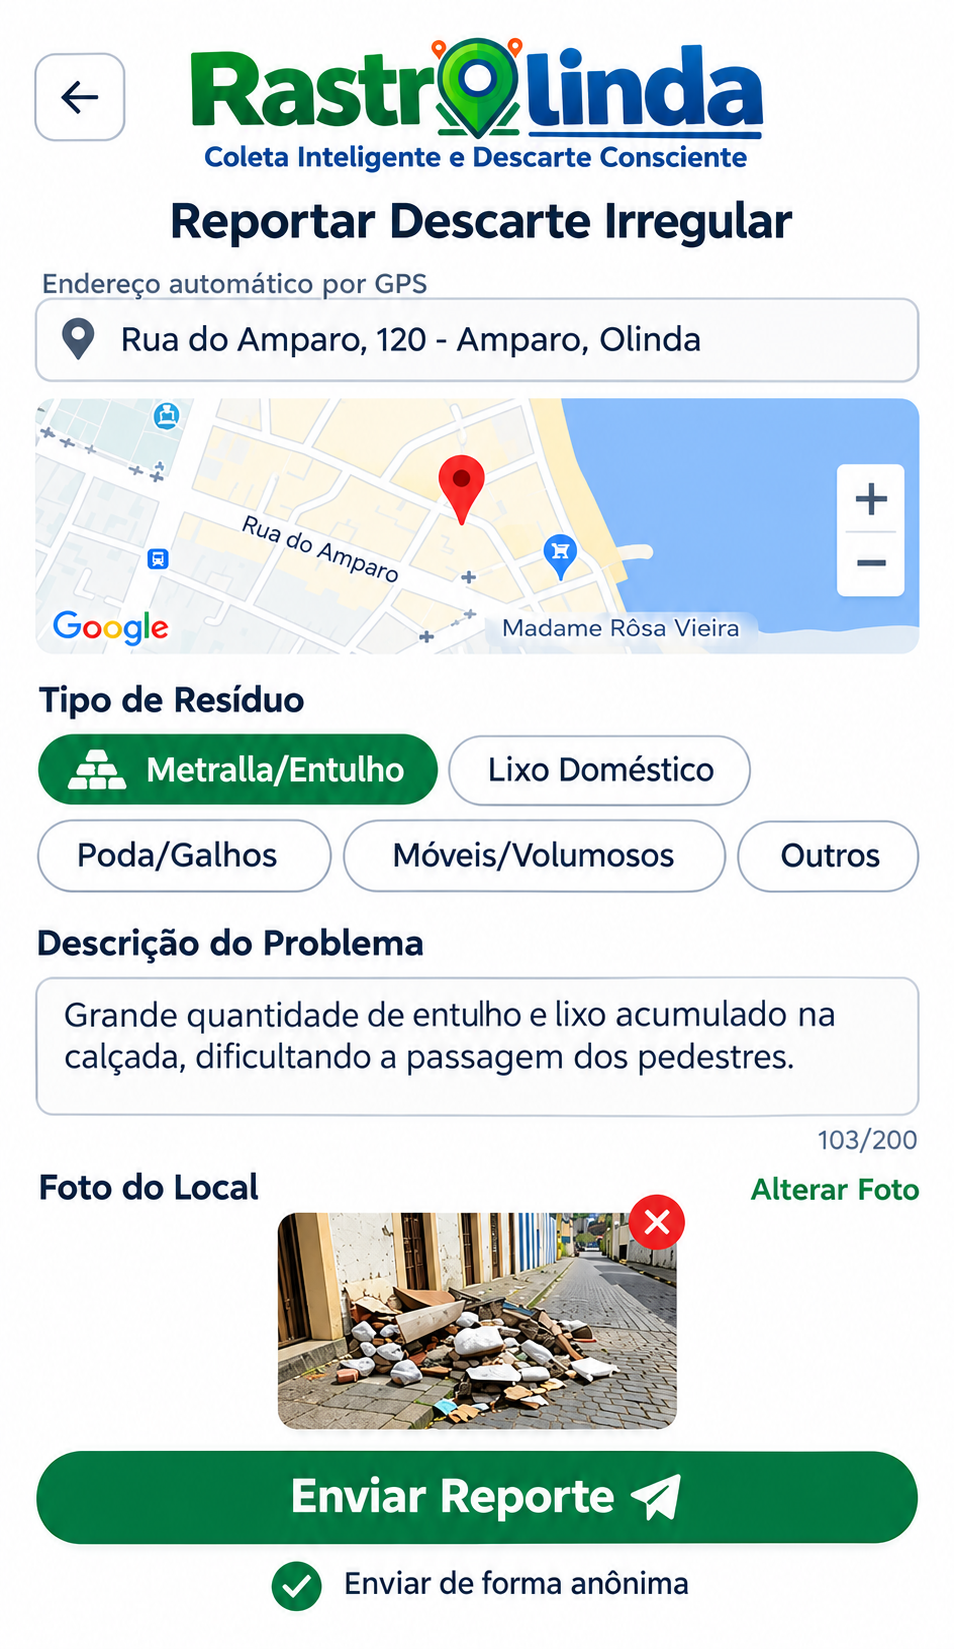 RastrOlinda
Coleta Inteligente e Descarte Consciente
Reportar Descarte Irregular
Endereço automático por GPS
Rua do Amparo, 120 - Amparo, Olinda
Rua do Amparo
Google
Madame Rôsa Vieira
Tipo de Resíduo
Metralla/Entulho
Lixo Doméstico
Poda/Galhos
Móveis/Volumosos
Outros
Descrição do Problema
Grande quantidade de entulho e lixo acumulado na
calçada, dificultando a passagem dos pedestres.
103/200
Foto do Local
Alterar Foto
Enviar Reporte
Enviar de forma anônima